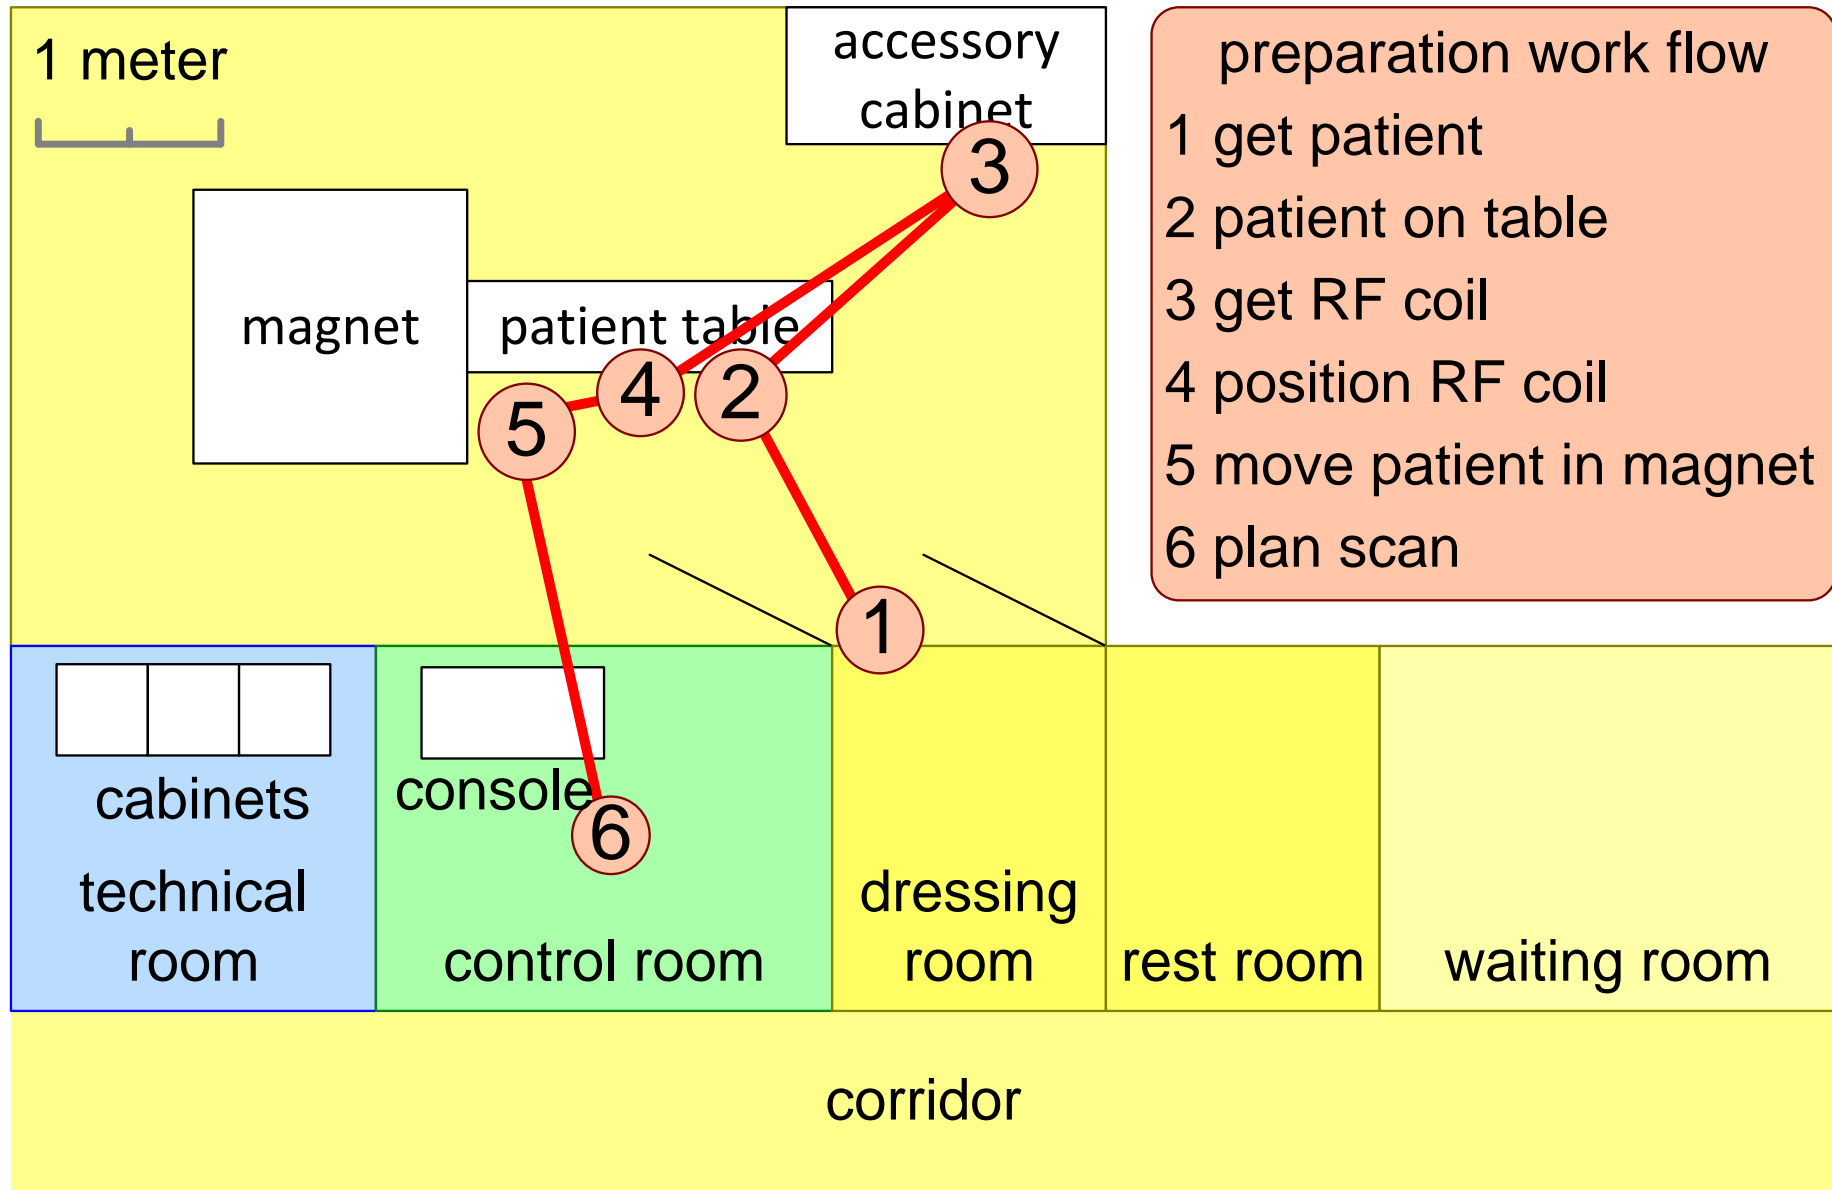 1 meter
accessory
cabinet
magnet
patient table
3
4
2
5
1
6
cabinets
technical
room
console
control room
dressing
room
rest room
waiting room
corridor
preparation work flow
1 get patient
2 patient on table
3 get RF coil
4 position RF coil
5 move patient in magnet
6 plan scan